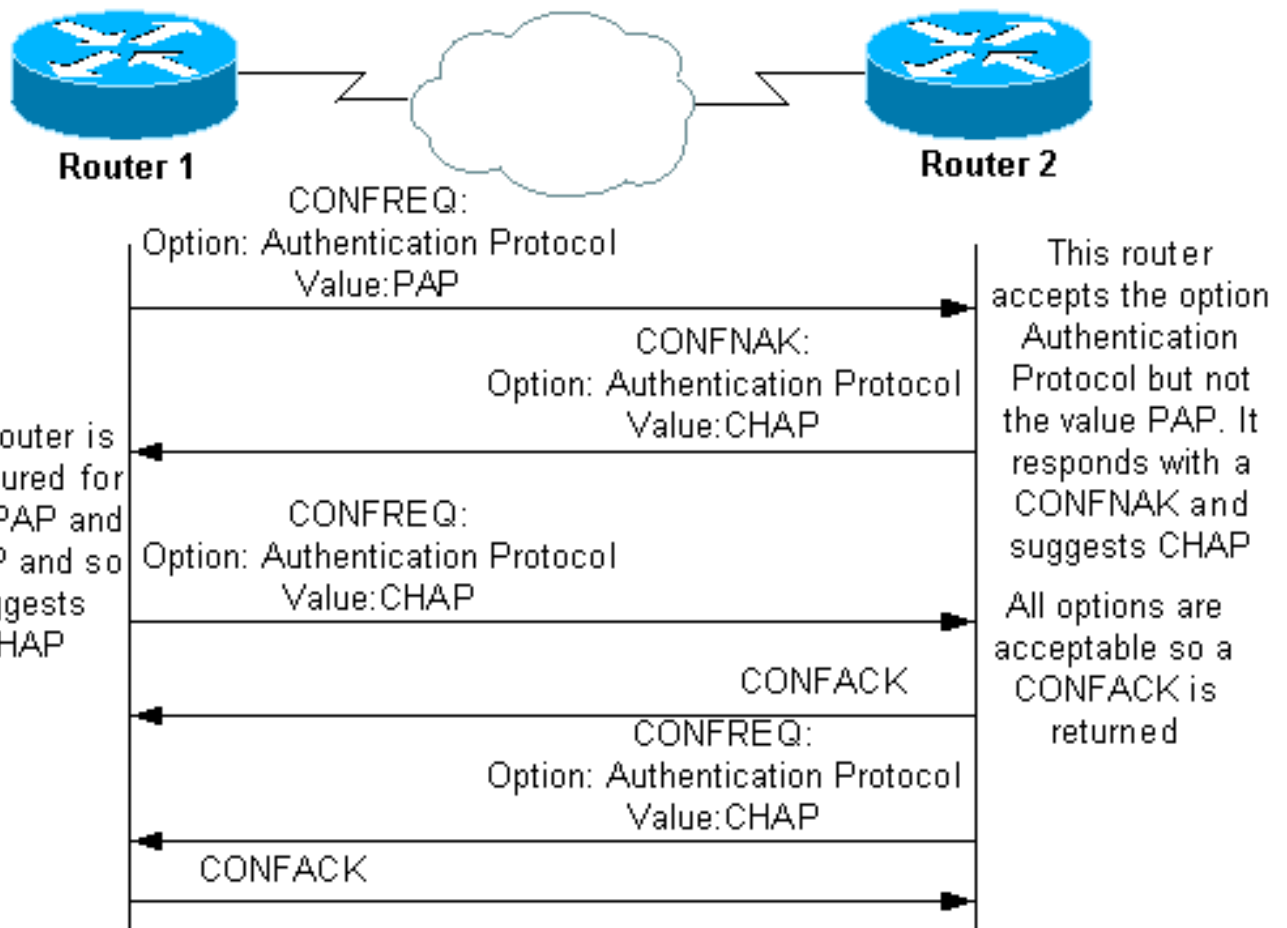 Router 1
Router 2
CONFREQ:
Option: Authentication Protocol
Value:PAP
This router
accepts the option
Authentication
Protocol but not
the value PAP. It
responds with a
CONFNAK and
suggests CHAP
CONFNAK:
Option: Authentication Protocol
Value:CHAP
outer is
ured for
PAP and
P and so
ggests
HAP
CONFREQ:
Option: Authentication Protocol
Value:CHAP
All options are
acceptable so a
CONFACK is
returned
CONFACK
CONFREQ:
Option: Authentication Protocol
Value:CHAP
CONFACK